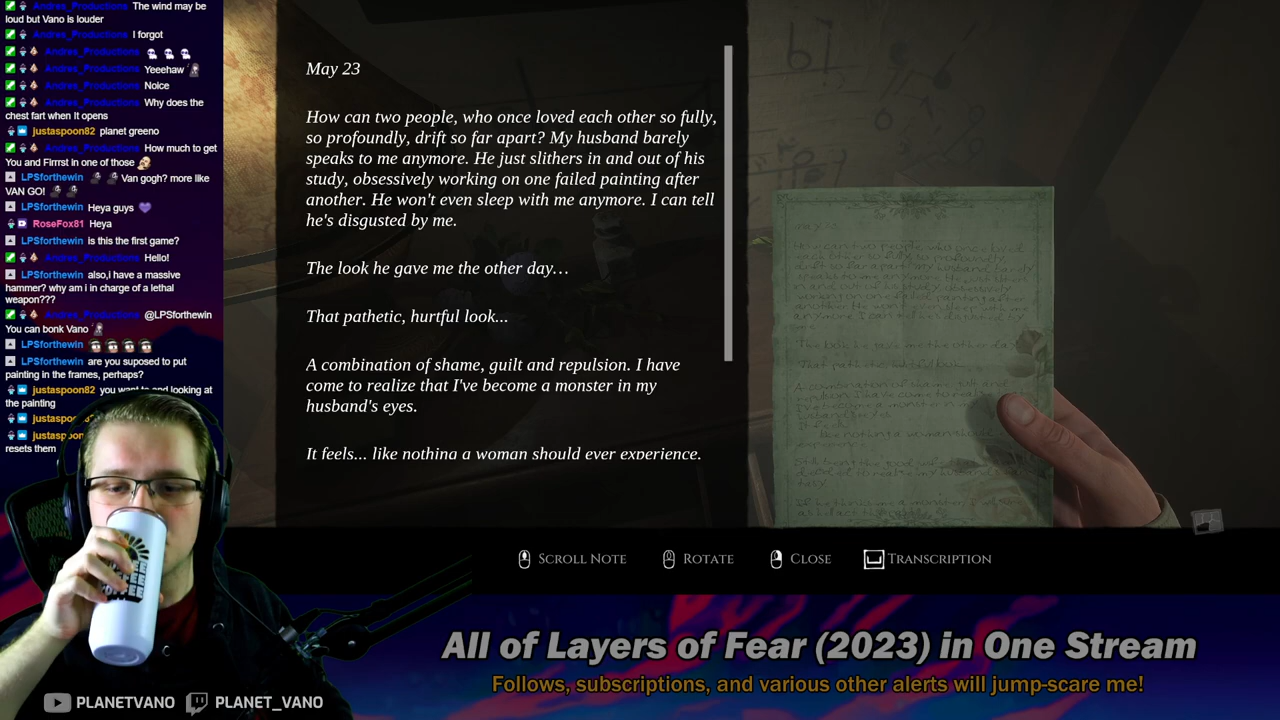 Andres_Productions The wind may be
loud but Vano is louder
Andres_Productions I forgot
Andres_Productions
Andres_Productions Yeeehaw
Andres_Productions Noice
Andres_Productions Why does the
chest fart when It opens
justaspoon82 planet greeno
Andres_Productions How much to get
You and Firrrst in one of those
LPSforthewin Van gogh? more like
VAN GO!
LPSforthewin Heya guys
RoseFox81 Heya
LPSforthewin is this the first game?
Andres_Productions Hello!
LPSforthewin also,i have a massive
hammer? why am i in charge of a lethal
weapon???
Andres_Productions @LPSforthewin
You can bonk Vano
LPSforthewin
LPSforthewin are you suposed to put
painting in the frames, perhaps?
justaspoon82 you want to end looking at
the painting
resets them
May 23
How can two people, who once loved each other so fully,
so profoundly, drift so far apart? My husband barely
speaks to me anymore. He just slithers in and out of his
study, obsessively working on one failed painting after
another. He won't even sleep with me anymore. I can tell
he's disgusted by me.
The look he gave me the other day…
That pathetic, hurtful look...
A combination of shame, guilt and repulsion. I have
come to realize that I've become a monster in my
husband's eyes.
It feels... like nothing a woman should ever experience.
Scroll Note
Rotate
Close
Transcription
All of Layers of Fear (2023) in One Stream
Follows, subscriptions, and various other alerts will jump-scare me!
PLANETVANO
PLANET_VANO